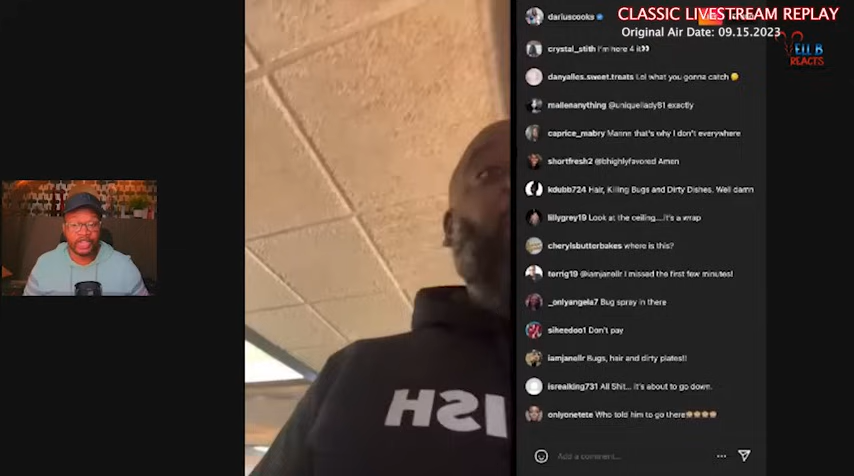 CLASSIC LIVESTREAM REPLAY
Original Air Date: 09.15.2023
ELL B
REACTS
dariuscooks
crystal_stith I'm here 4 it👀
danyalles.sweet.treats Lol what you gonna catch
mallenanything @uniquellady81 exactly
caprice_mabry Mannn that's why I don't everywhere
shortfresh2 @bhighlyfavored Amen
kdubb724 Hair, Killing Bugs and Dirty Dishes. Well damn
lillygrey19 Look at the ceiling....it's a wrap
cherylsbutterbakes where is this?
torrig19 @iamjanellr I missed the first few minutes!
_onlyangela7 Bug spray in there
siheedoo1 Don't pay
iamjanellr Bugs, hair and dirty plates!!
isrealking731 All Shit... it's about to go down.
onlyonetete Who told him to go there
Add a comment...
HSI